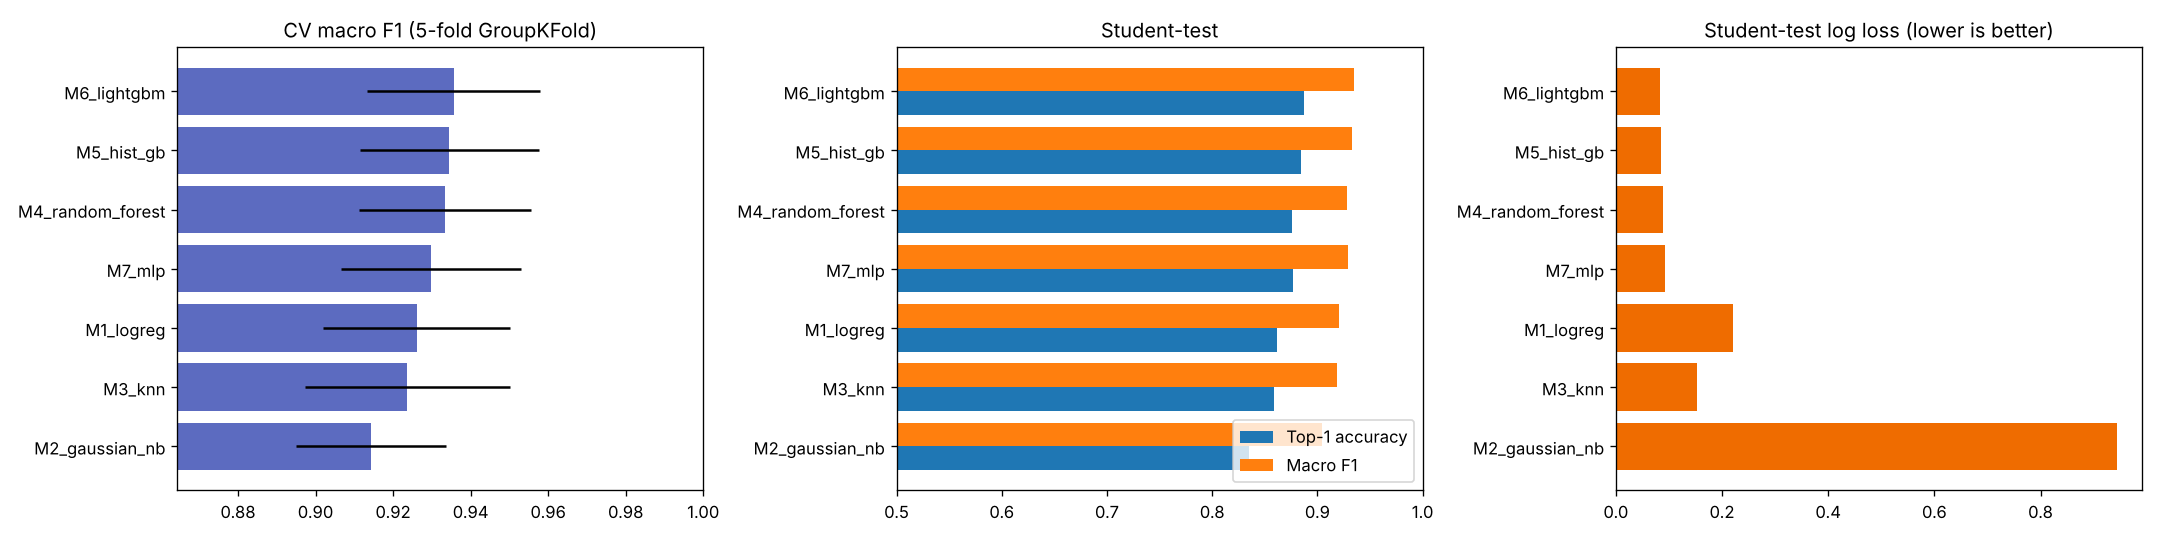 CV macro F1 (5-fold GroupKFold)
M6_lightgbm
M5_hist_gb
M4_random_forest
M7_mlp
M1_logreg
M3_knn
M2_gaussian_nb
0.88 0.90 0.92 0.94 0.96 0.98 1.00
Student-test
M6_lightgbm
M5_hist_gb
M4_random_forest
M7_mlp
M1_logreg
M3_knn
M2_gaussian_nb
Top-1 accuracy
Macro F1
0.5 0.6 0.7 0.8 0.9 1.0
Student-test log loss (lower is better)
M6_lightgbm
M5_hist_gb
M4_random_forest
M7_mlp
M1_logreg
M3_knn
M2_gaussian_nb
0.0 0.2 0.4 0.6 0.8